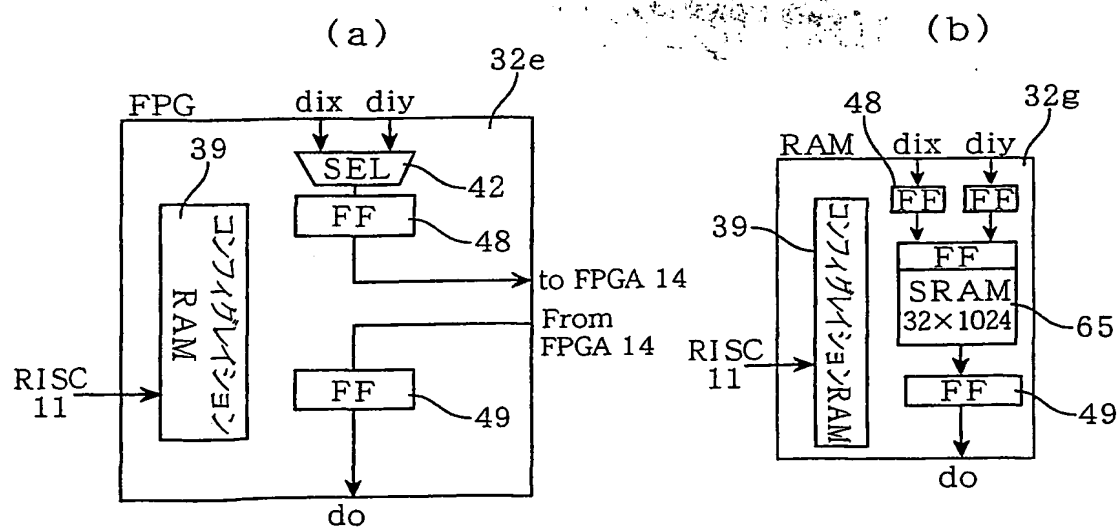 (a)
32e
FPG
dix
diy
39
SEL
42
FF
48
コンフィグレイション
RAM
to FPGA 14
From
FPGA 14
RISC
11
FF
49
do
(b)
32g
48
RAM
dix
diy
FF
FF
39
コンフィグレイションRAM
FF
SRAM
32×1024
65
RISC
11
FF
49
do